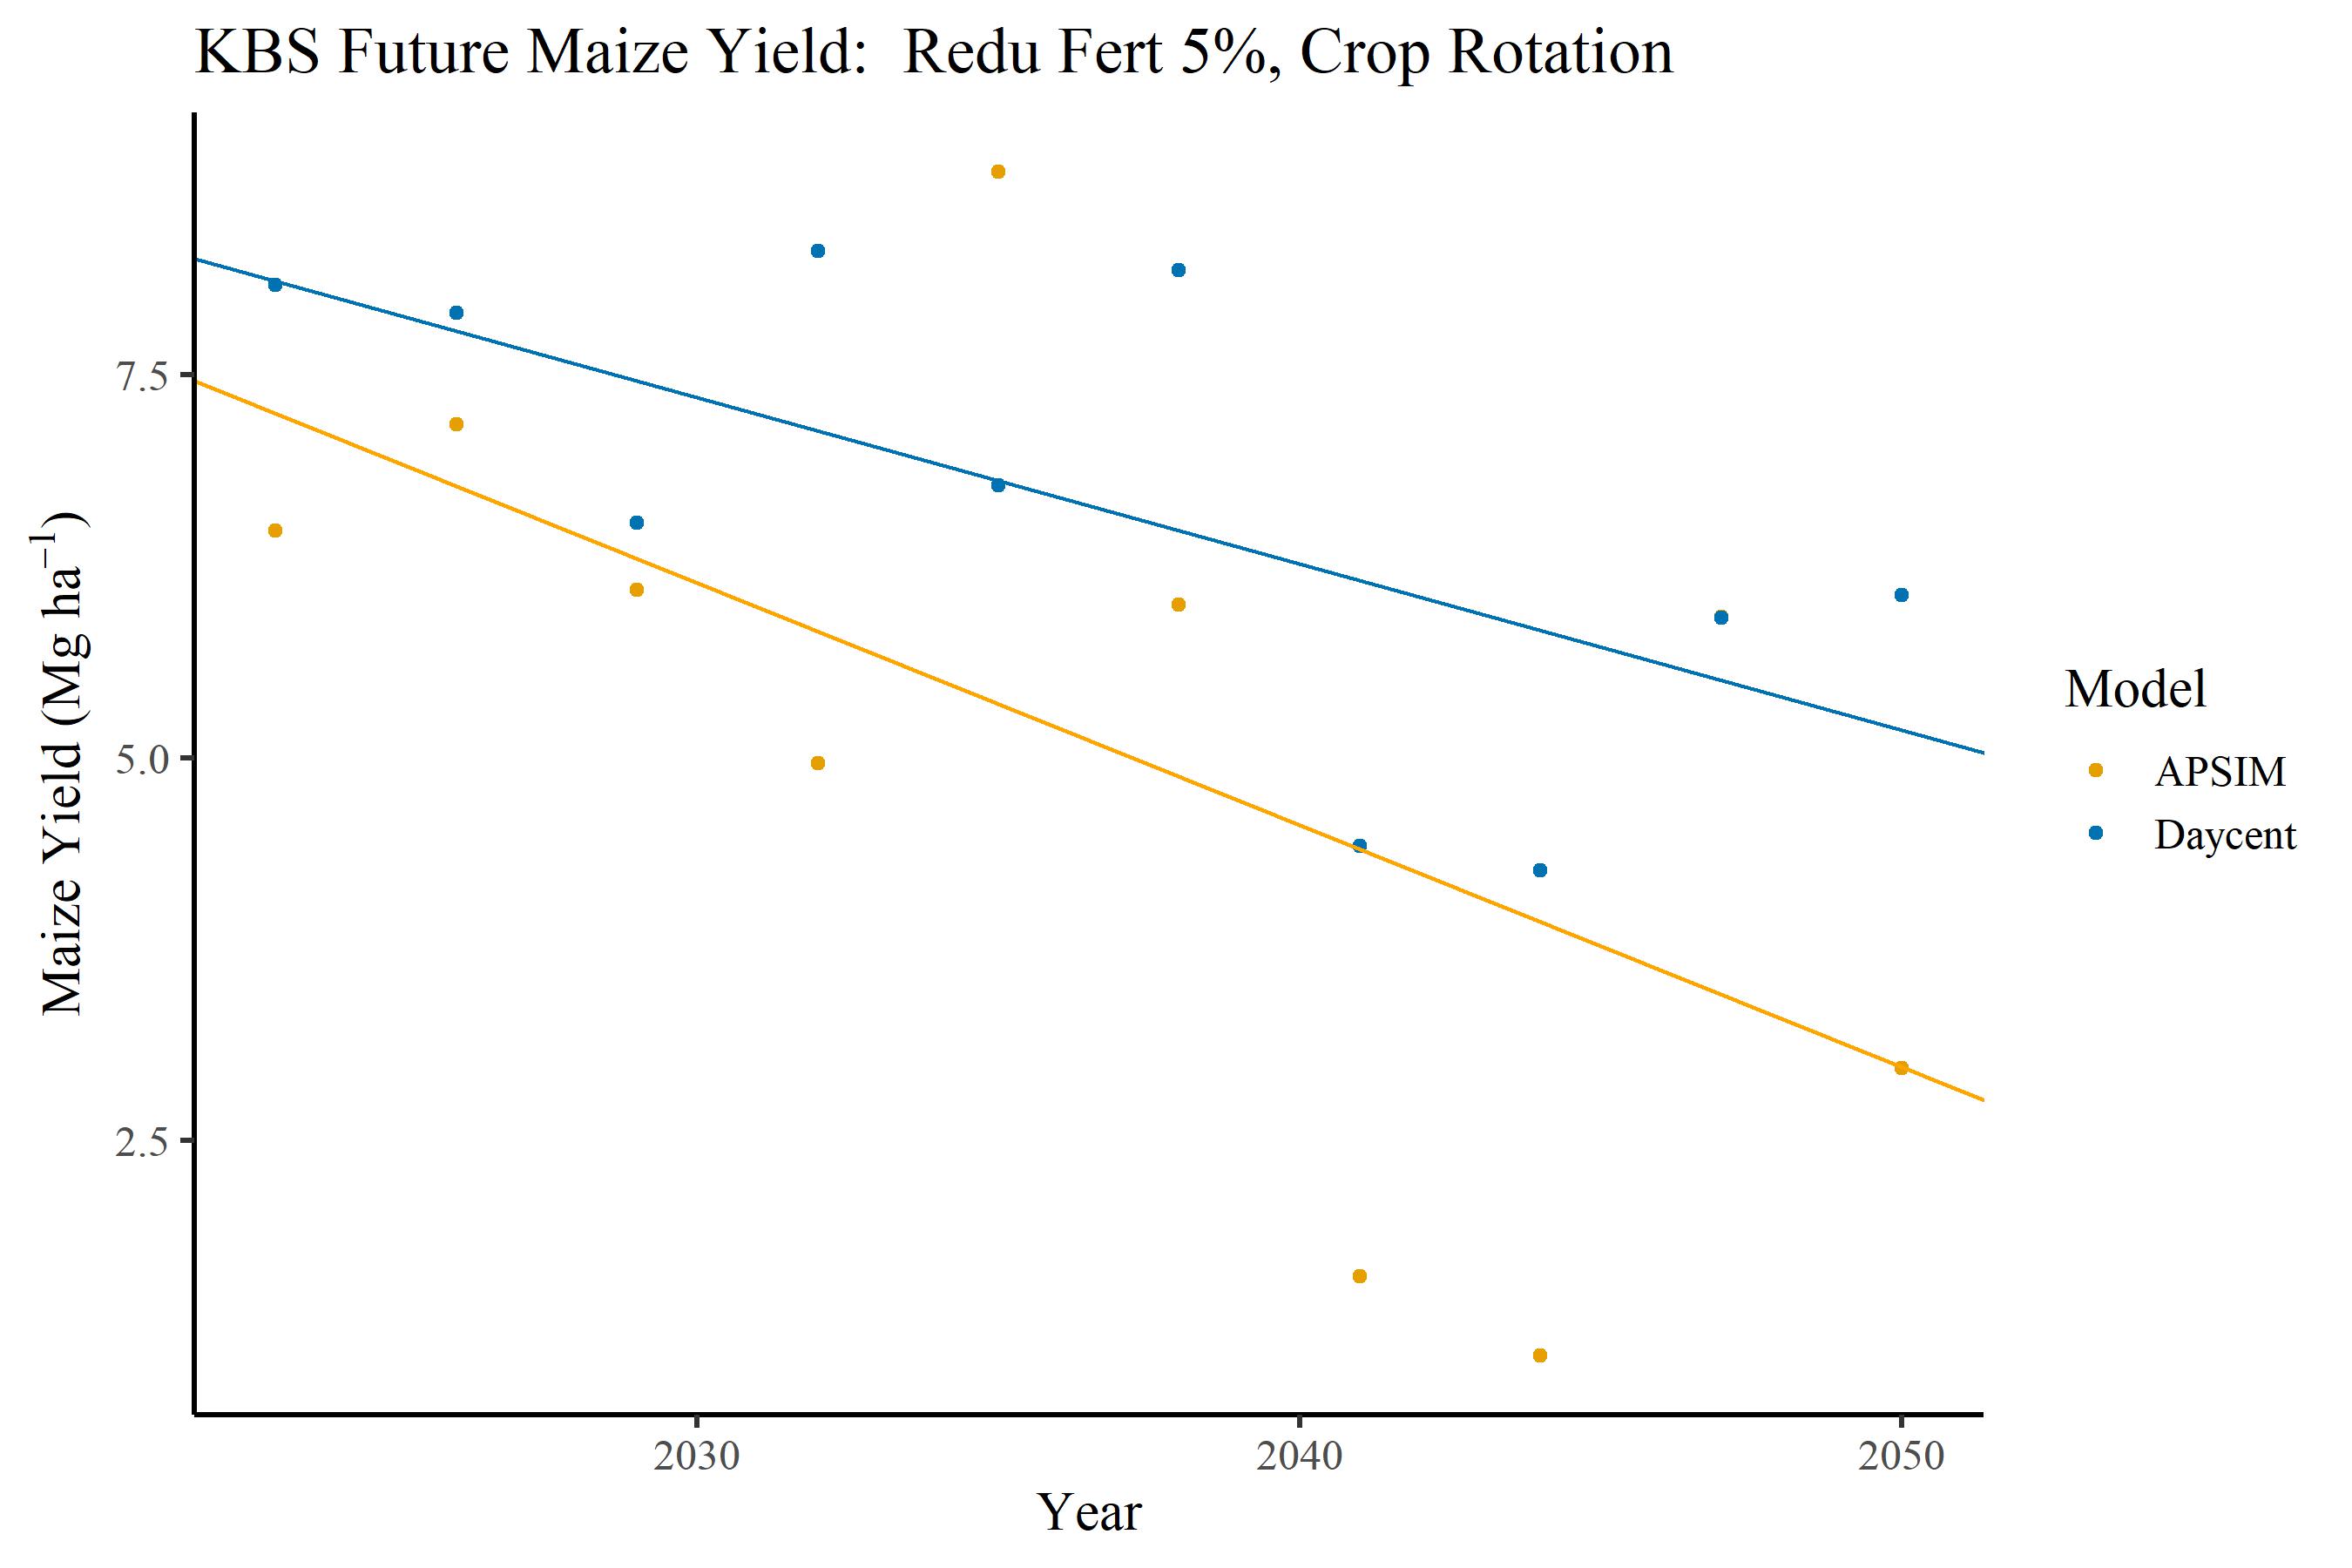 KBS Future Maize Yield:  Redu Fert 5%, Crop Rotation
Maize Yield (Mg ha⁻¹)
7.5
5.0
2.5
2030
2040
2050
Year
Model
APSIM
Daycent